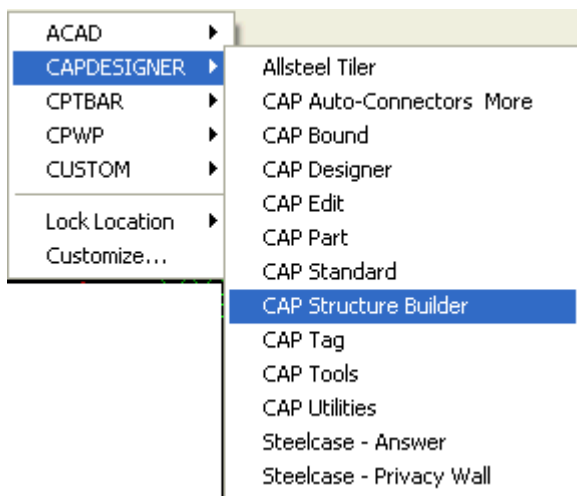 ACAD
CAPDESIGNER
CPTBAR
CPWP
CUSTOM
Lock Location
Customize...
Allsteel Tiler
CAP Auto-Connectors  More
CAP Bound
CAP Designer
CAP Edit
CAP Part
CAP Standard
CAP Structure Builder
CAP Tag
CAP Tools
CAP Utilities
Steelcase - Answer
Steelcase - Privacy Wall